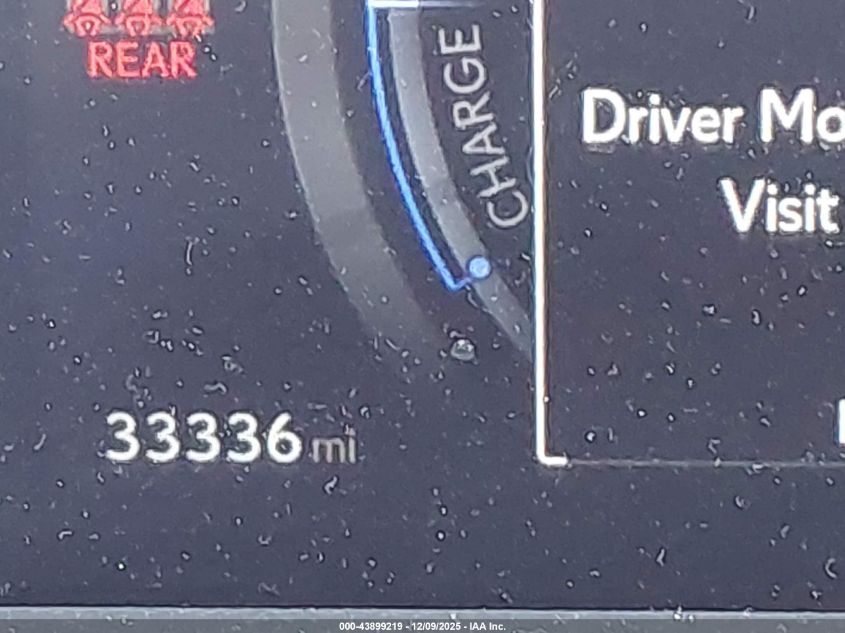 REAR
CHARGE
Driver Mo
Visit
33336 mi
000-43899219 - 12/09/2025 - IAA Inc.